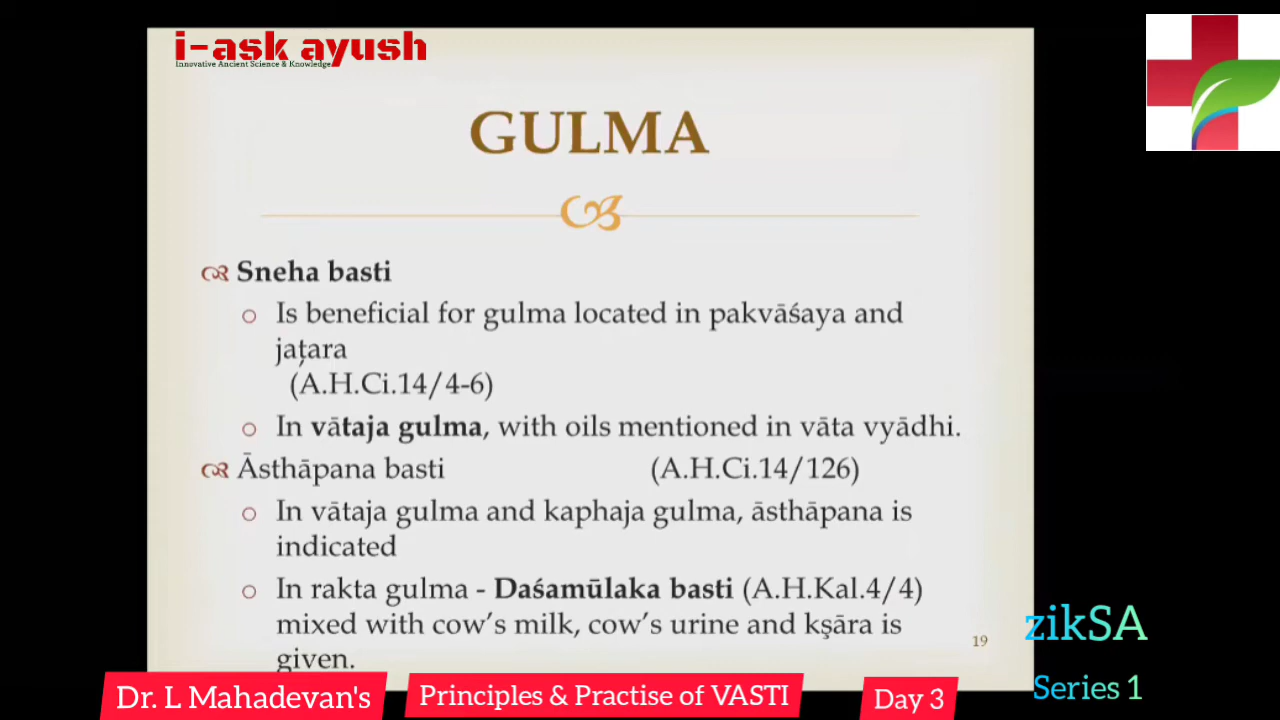 i-ask ayush
Innovative Ancient Science & Knowledge
GULMA
Sneha basti
Is beneficial for gulma located in pakvāśaya and
jaţara
(A.H.Ci.14/4-6)
In vātaja gulma, with oils mentioned in vāta vyādhi.
Āsthāpana basti (A.H.Ci.14/126)
In vātaja gulma and kaphaja gulma, āsthāpana is
indicated
In rakta gulma - Daśamūlaka basti (A.H.Kal.4/4)
mixed with cow’s milk, cow’s urine and kşāra is
given.
19
zikSA
Series 1
Dr. L Mahadevan's
Principles & Practise of VASTI
Day 3